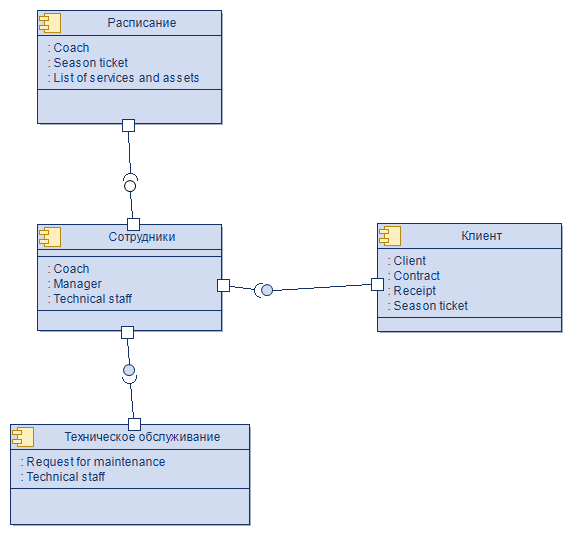 Расписание
: Coach
: Season ticket
: List of services and assets
Сотрудники
: Coach
: Manager
: Technical staff
Клиент
: Client
: Contract
: Receipt
: Season ticket
Техническое обслуживание
: Request for maintenance
: Technical staff